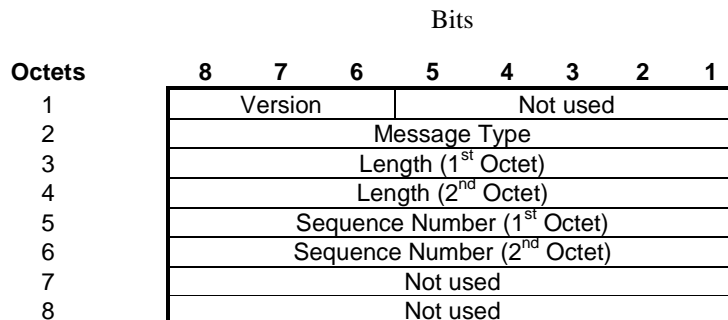 Bits
Octets 8 7 6 5 4 3 2 1
1 Version Not used
2 Message Type
3 Length (1st Octet)
4 Length (2nd Octet)
5 Sequence Number (1st Octet)
6 Sequence Number (2nd Octet)
7 Not used
8 Not used